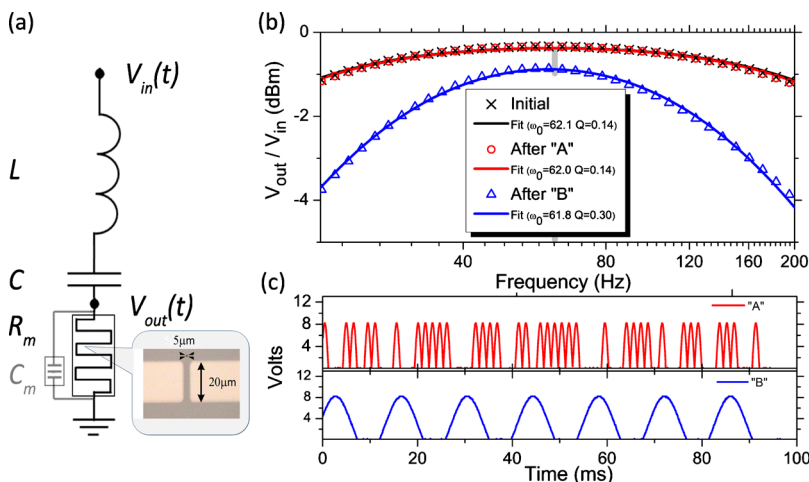 (a)
V_in(t)
L
C
V_out(t)
R_m
C_m
5μm
20μm
(b)
V_out / V_in (dBm)
0
-1
-2
-4
Initial
Fit (ω_0=62.1 Q=0.14)
After "A"
Fit (ω_0=62.0 Q=0.14)
After "B"
Fit (ω_0=61.8 Q=0.30)
40 80 120 160 200
Frequency (Hz)
(c)
Volts
12
8
4
"A"
12
8
4
"B"
0 20 40 60 80 100
Time (ms)